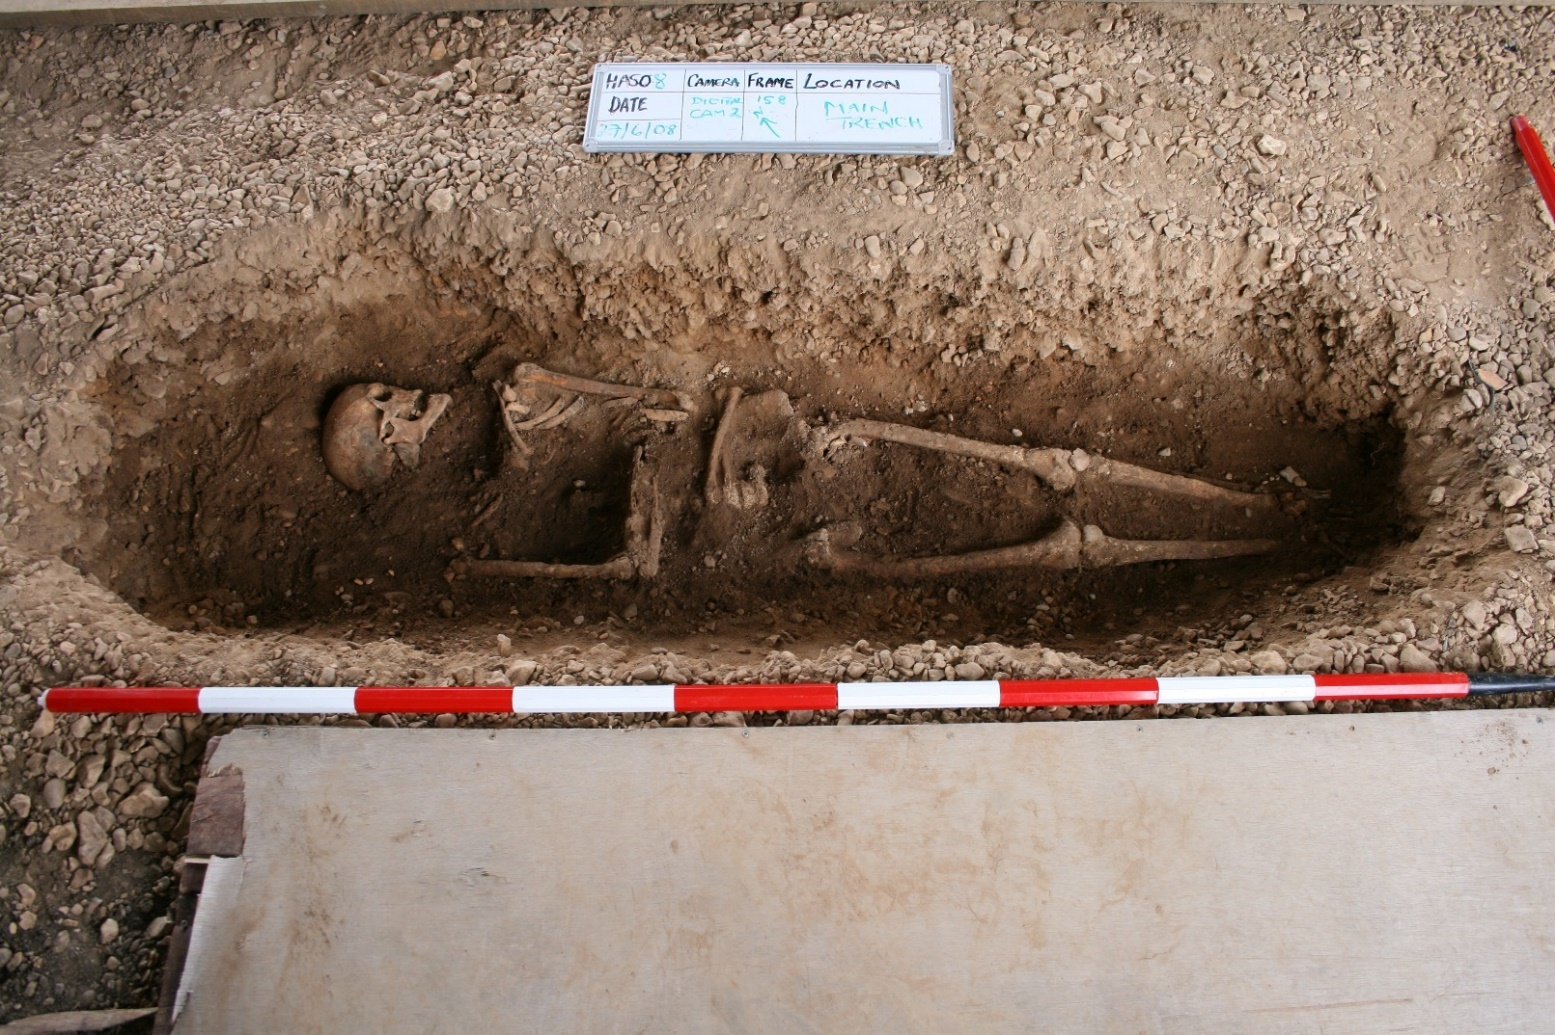 HAS08 CAMERA FRAME LOCATION
DATE DIGITAL 158 MAIN
27/6/08 CAM 2 TRENCH